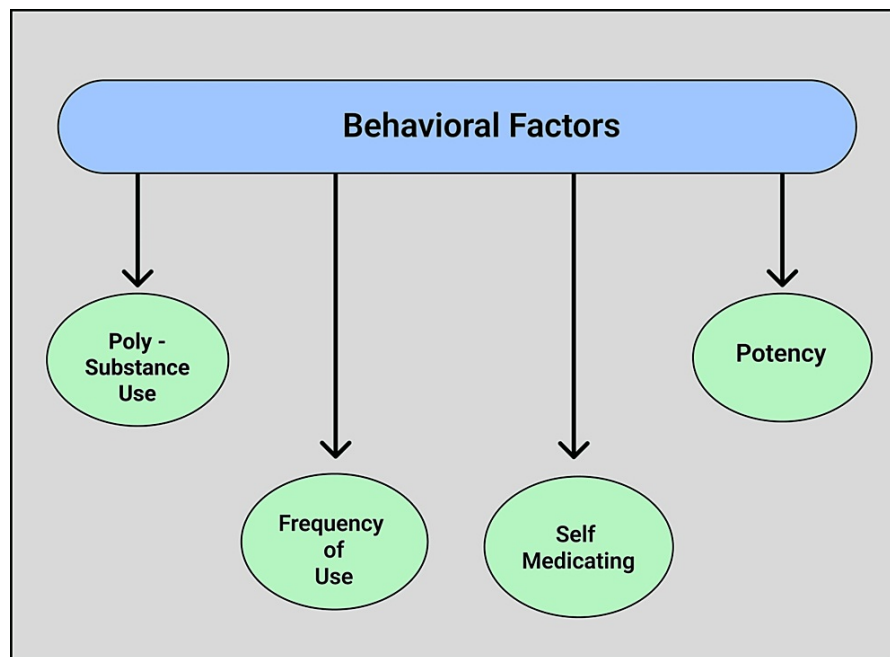 Behavioral Factors
Poly -
Substance
Use
Frequency
of
Use
Self
Medicating
Potency